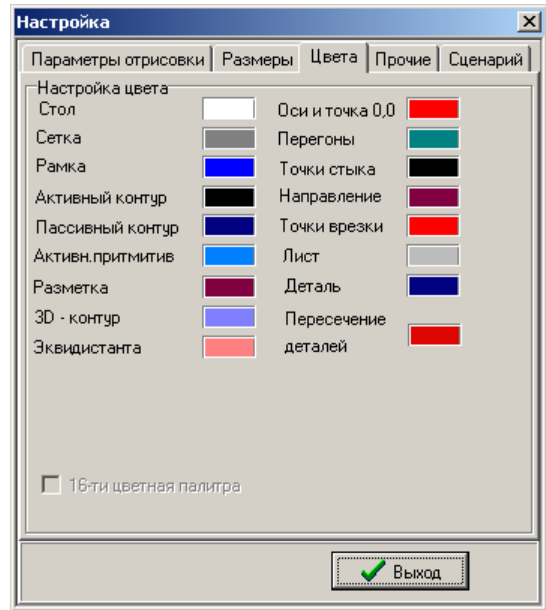 Настройка
Параметры отрисовки Размеры Цвета Прочие Сценарий
Настройка цвета
Стол
Сетка
Рамка
Активный контур
Пассивный контур
Активн.притмитив
Разметка
3D - контур
Эквидистанта
Оси и точка 0,0
Перегоны
Точки стыка
Направление
Точки врезки
Лист
Деталь
Пересечение
деталей
16-ти цветная палитра
Выход